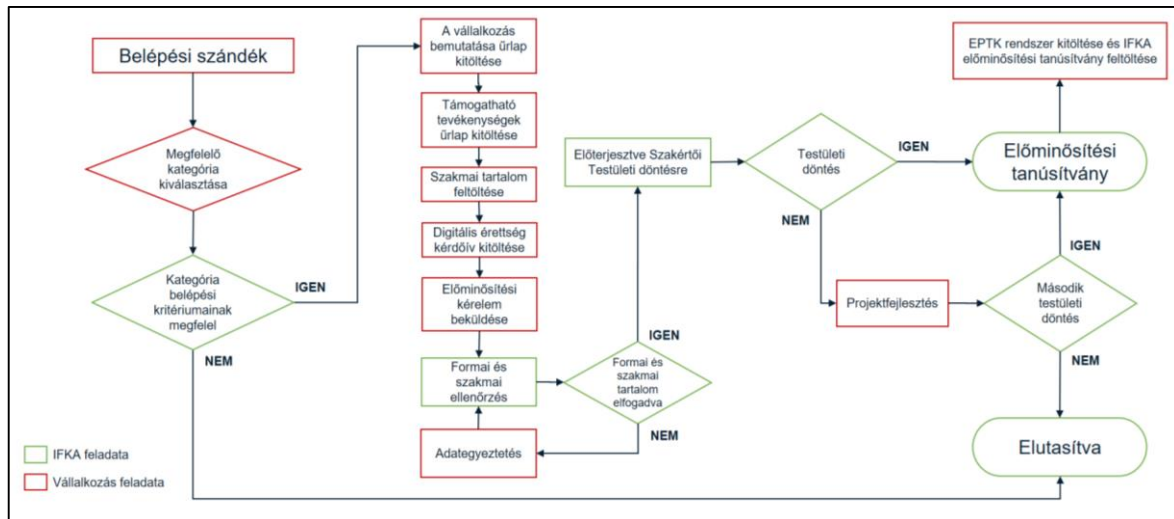 Belépési szándék
Megfelelő
kategória
kiválasztása
Kategória
belépési
kritériumainak
megfelel
IGEN
NEM
A vállalkozás
bemutatása űrlap
kitöltése
Támogatható
tevékenységek
űrlap kitöltése
Szakmai tartalom
feltöltése
Digitális érettség
kérdőív kitöltése
Előminősítési
kérelem
beküldése
Formai és
szakmai
ellenőrzés
Adategyeztetés
Formai és
szakmai
tartalom
elfogadva
IGEN
NEM
Előterjesztve Szakértői
Testületi döntésre
Testületi
döntés
IGEN
NEM
Projektfejlesztés
Második
testületi
döntés
IGEN
NEM
EPTK rendszer kitöltése és IFKA
előminősítési tanúsítvány feltöltése
Előminősítési
tanúsítvány
Elutasítva
IFKA feladata
Vállalkozás feladata